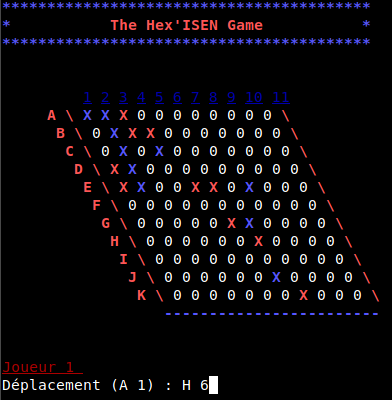 *****************************************
* The Hex'ISEN Game *
*****************************************
1 2 3 4 5 6 7 8 9 10 11
A \ X X X 0 0 0 0 0 0 0 0 \
B \ 0 X X X 0 0 0 0 0 0 0 \
C \ 0 X 0 X 0 0 0 0 0 0 0 \
D \ X X 0 0 0 0 0 0 0 0 0 \
E \ X X 0 0 X X 0 X 0 0 0 \
F \ 0 0 0 0 0 0 0 0 0 0 0 \
G \ 0 0 0 0 0 X X 0 0 0 0 \
H \ 0 0 0 0 0 0 X 0 0 0 0 \
I \ 0 0 0 0 0 0 0 0 0 0 0 \
J \ 0 0 0 0 0 0 X 0 0 0 0 \
K \ 0 0 0 0 0 0 0 X 0 0 0 \
------------------------
Joueur 1
Déplacement (A 1) : H 6